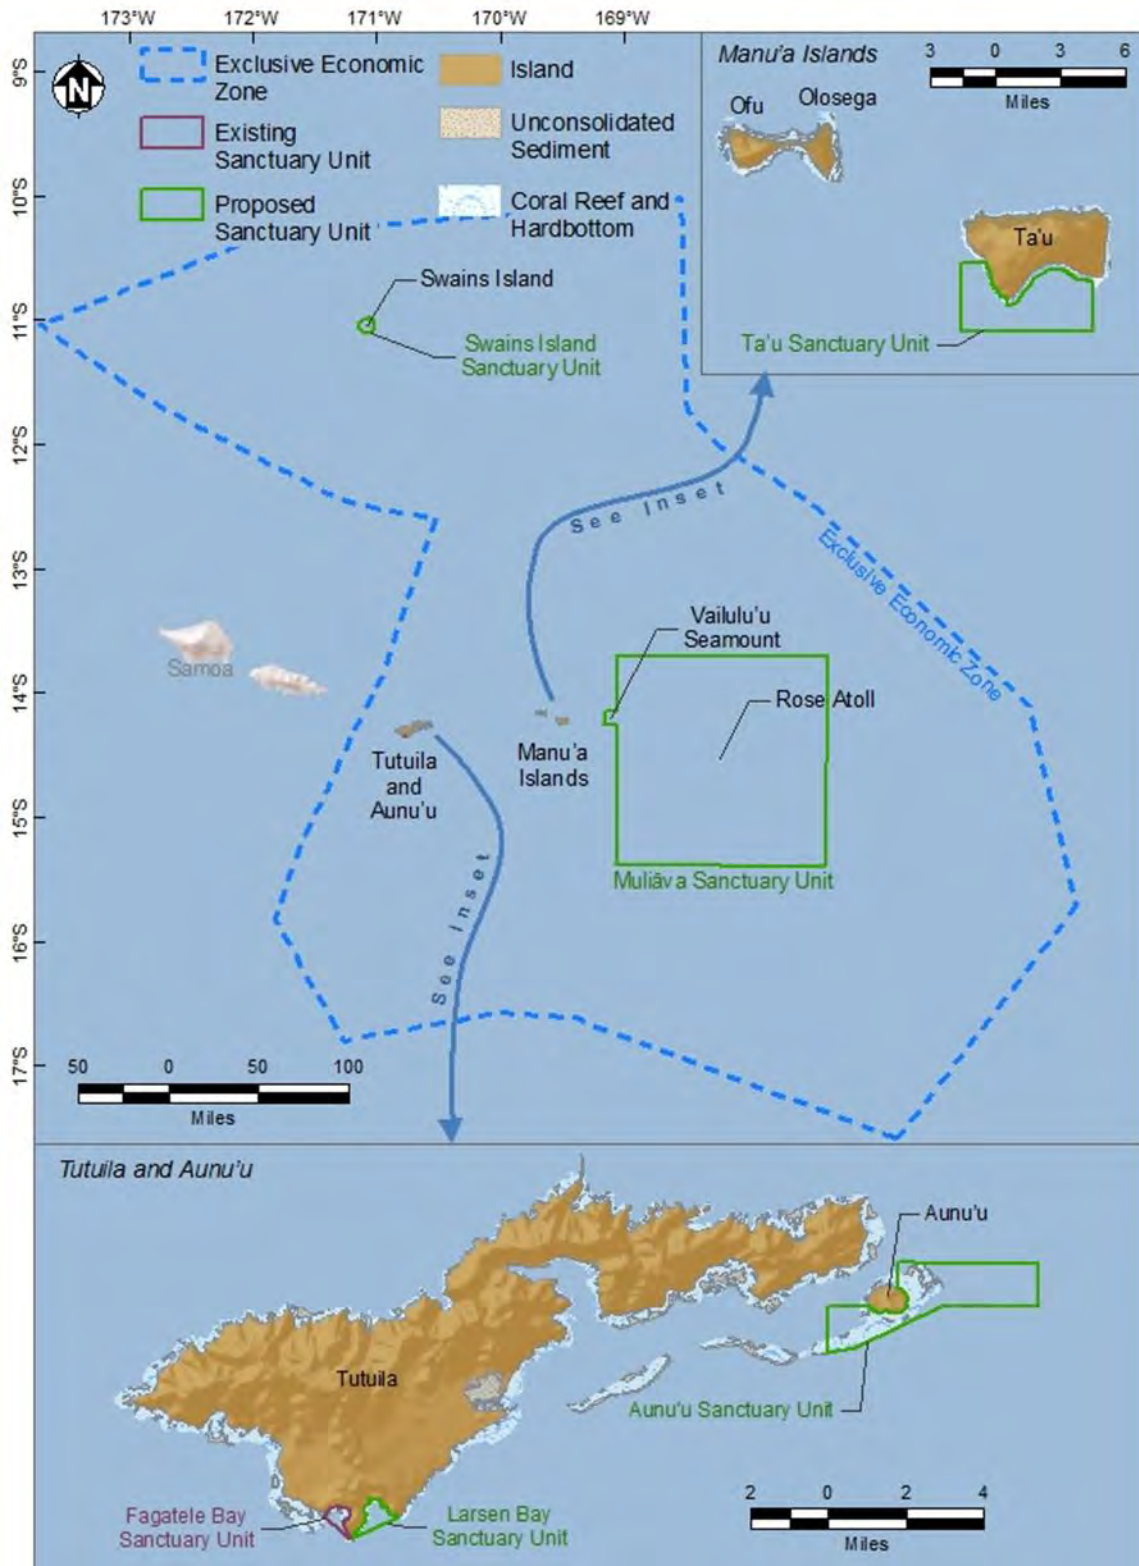 173°W 172°W 171°W 170°W 169°W
9°S
10°S
11°S
12°S
13°S
14°S
15°S
16°S
17°S
N
Exclusive Economic
Zone
Existing
Sanctuary Unit
Proposed
Sanctuary Unit
Island
Unconsolidated
Sediment
Coral Reef and
Hardbottom
Manu'a Islands
3 0 3 6
Miles
Ofu
Olosega
Ta'u
Ta'u Sanctuary Unit
Swains Island
Swains Island
Sanctuary Unit
See Inset
Exclusive Economic Zone
Vailulu'u
Seamount
Rose Atoll
Samoa
Tutuila
and
Aunu'u
Manu'a
Islands
Muliāva Sanctuary Unit
See Inset
50 0 50 100
Miles
Tutuila and Aunu'u
Aunu'u
Tutuila
Aunu'u Sanctuary Unit
Fagatele Bay
Sanctuary Unit
Larsen Bay
Sanctuary Unit
2 0 2 4
Miles